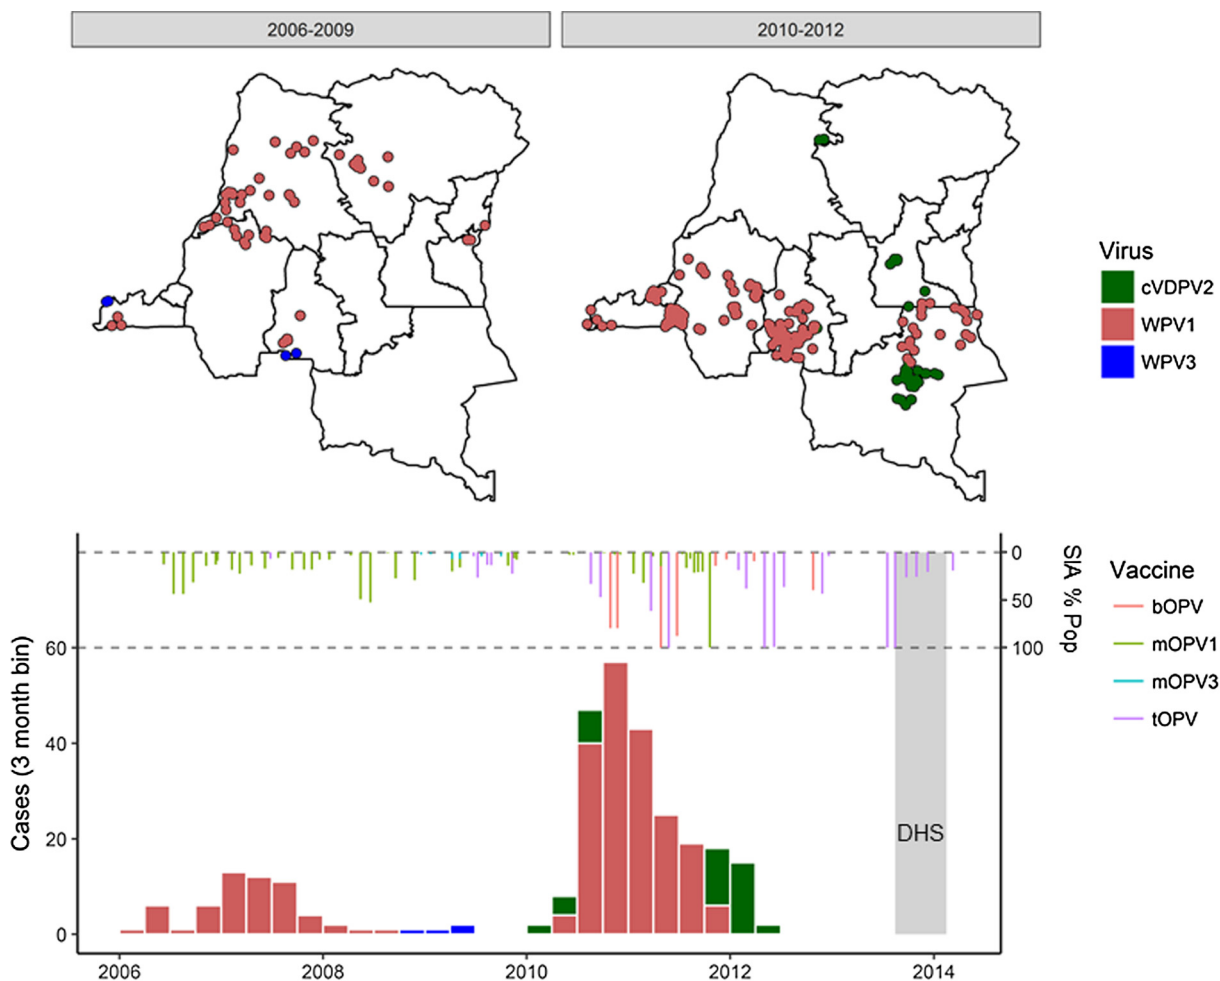 2006-2009
2010-2012
Virus
cVDPV2
WPV1
WPV3
Cases (3 month bin)
60
40
20
0
0
50
100
SIA % Pop
DHS
2006
2008
2010
2012
2014
Vaccine
bOPV
mOPV1
mOPV3
tOPV